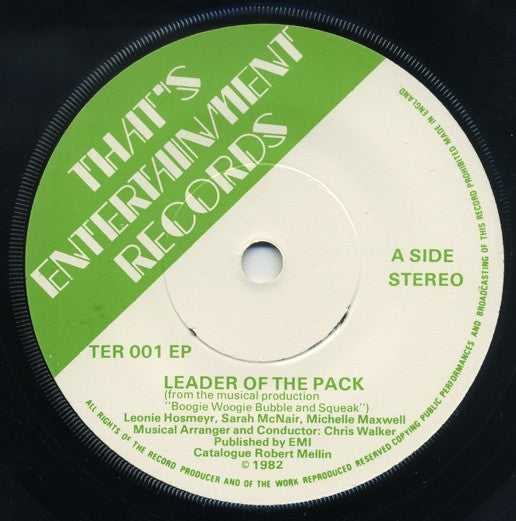 THAT'S
ENTERTAINMENT
RECORDS
A SIDE
STEREO
TER 001 EP
LEADER OF THE PACK
(from the musical production
"Boogie Woogie Bubble and Squeak")
Leonie Hosmeyr, Sarah McNair, Michelle Maxwell
Musical Arranger and Conductor: Chris Walker
Published by EMI
Catalogue Robert Mellin
© 1982
ALL RIGHTS OF THE RECORD PRODUCER AND OF THE WORK REPRODUCED RESERVED COPYING PUBLIC PERFORMANCES AND BROADCASTING OF THIS RECORD PROHIBITED MADE IN ENGLAND